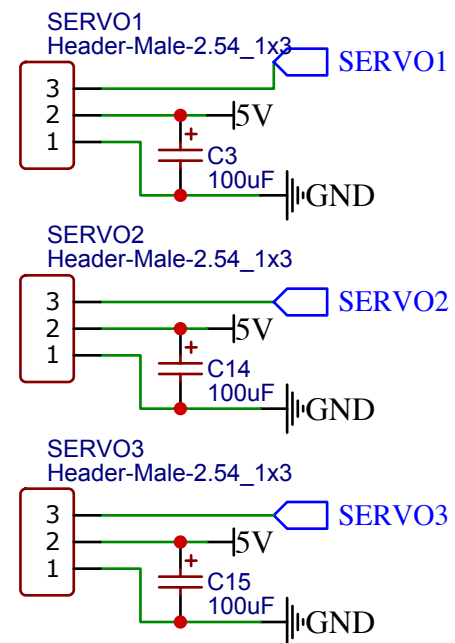 SERVO1
Header-Male-2.54_1x3
SERVO1
3
2
5V
1
+
C3
100uF
GND
SERVO2
Header-Male-2.54_1x3
3
SERVO2
2
5V
1
+
C14
100uF
GND
SERVO3
Header-Male-2.54_1x3
3
SERVO3
2
5V
1
+
C15
100uF
GND